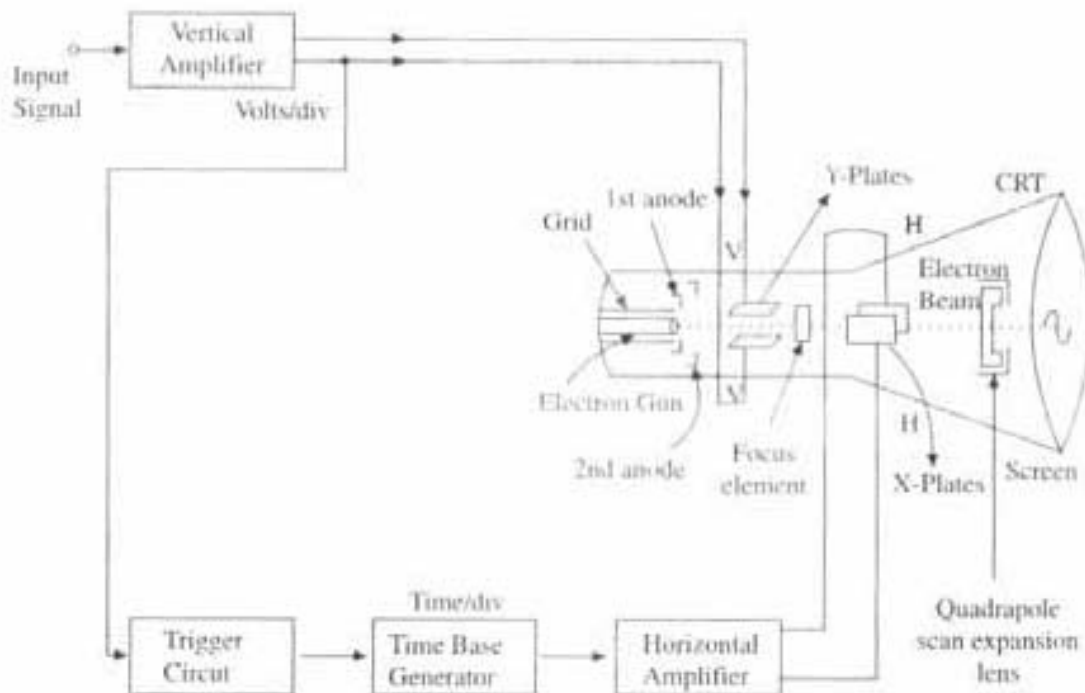 Vertical
Amplifier
Input
Signal
Volts/div
Y-Plates
CRT
1st anode
Grid
H
V
Electron
Beam
Electron Gun
V
H
2nd anode
Focus
element
X-Plates
Screen
Time/div
Trigger
Circut
Time Base
Generator
Horizontal
Amplifier
Quadrapole
scan expansion
lens